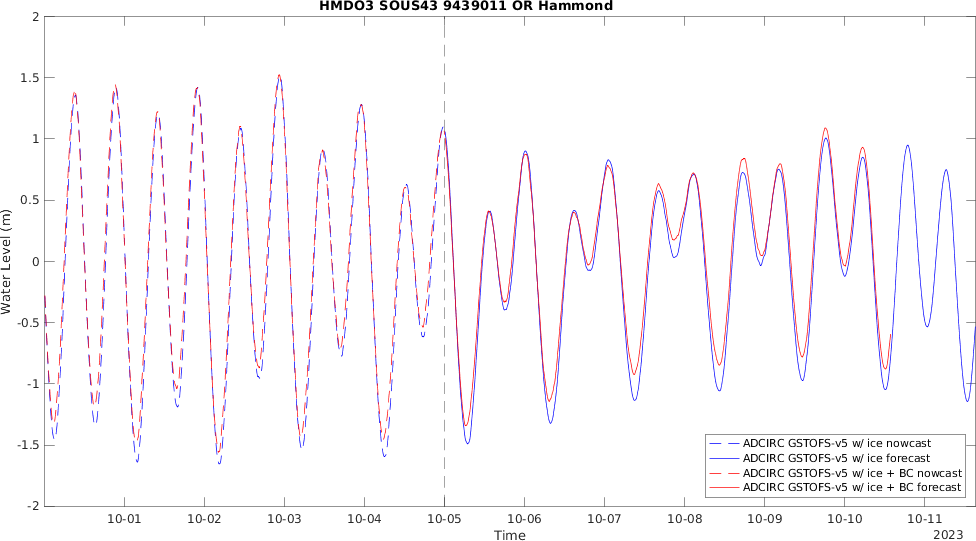 HMDO3 SOUS43 9439011 OR Hammond
Water Level (m)
2
1.5
1
0.5
0
-0.5
-1
-1.5
-2
ADCIRC GSTOFS-v5 w/ ice nowcast
ADCIRC GSTOFS-v5 w/ ice forecast
ADCIRC GSTOFS-v5 w/ ice + BC nowcast
ADCIRC GSTOFS-v5 w/ ice + BC forecast
10-01 10-02 10-03 10-04 10-05 10-06 10-07 10-08 10-09 10-10 10-11
Time
2023